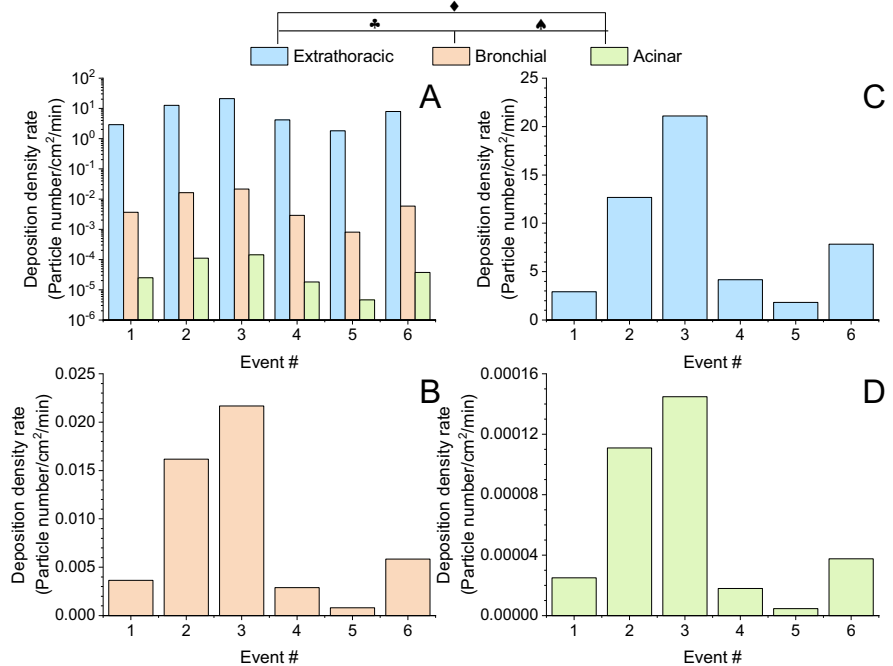 ♦
♣ ♠
Extrathoracic Bronchial Acinar
A
Deposition density rate
(Particle number/cm²/min)
10²
10¹
10⁰
10⁻¹
10⁻²
10⁻³
10⁻⁴
10⁻⁵
10⁻⁶
1 2 3 4 5 6
Event #
C
Deposition density rate
(Particle number/cm²/min)
25
20
15
10
5
0
1 2 3 4 5 6
Event #
B
Deposition density rate
(Particle number/cm²/min)
0.025
0.020
0.015
0.010
0.005
0.000
1 2 3 4 5 6
Event #
D
Deposition density rate
(Particle number/cm²/min)
0.00016
0.00012
0.00008
0.00004
0.00000
1 2 3 4 5 6
Event #